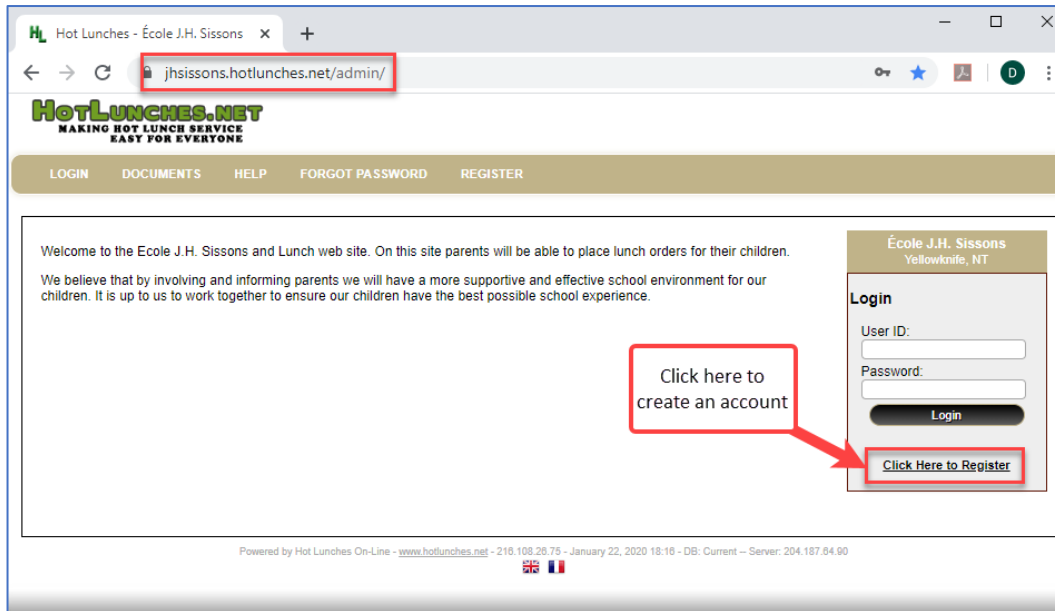 Hot Lunches - École J.H. Sissons
jhsissons.hotlunches.net/admin/
D
HOTLUNCHES.NET
MAKING HOT LUNCH SERVICE
EASY FOR EVERYONE
LOGIN DOCUMENTS HELP FORGOT PASSWORD REGISTER
Welcome to the Ecole J.H. Sissons and Lunch web site. On this site parents will be able to place lunch orders for their children.
We believe that by involving and informing parents we will have a more supportive and effective school environment for our
children. It is up to us to work together to ensure our children have the best possible school experience.
École J.H. Sissons
Yellowknife, NT
Login
User ID:
Password:
Login
Click Here to Register
Click here to
create an account
Powered by Hot Lunches On-Line - www.hotlunches.net - 216.108.26.75 - January 22, 2020 18:16 - DB: Current -- Server: 204.187.64.90